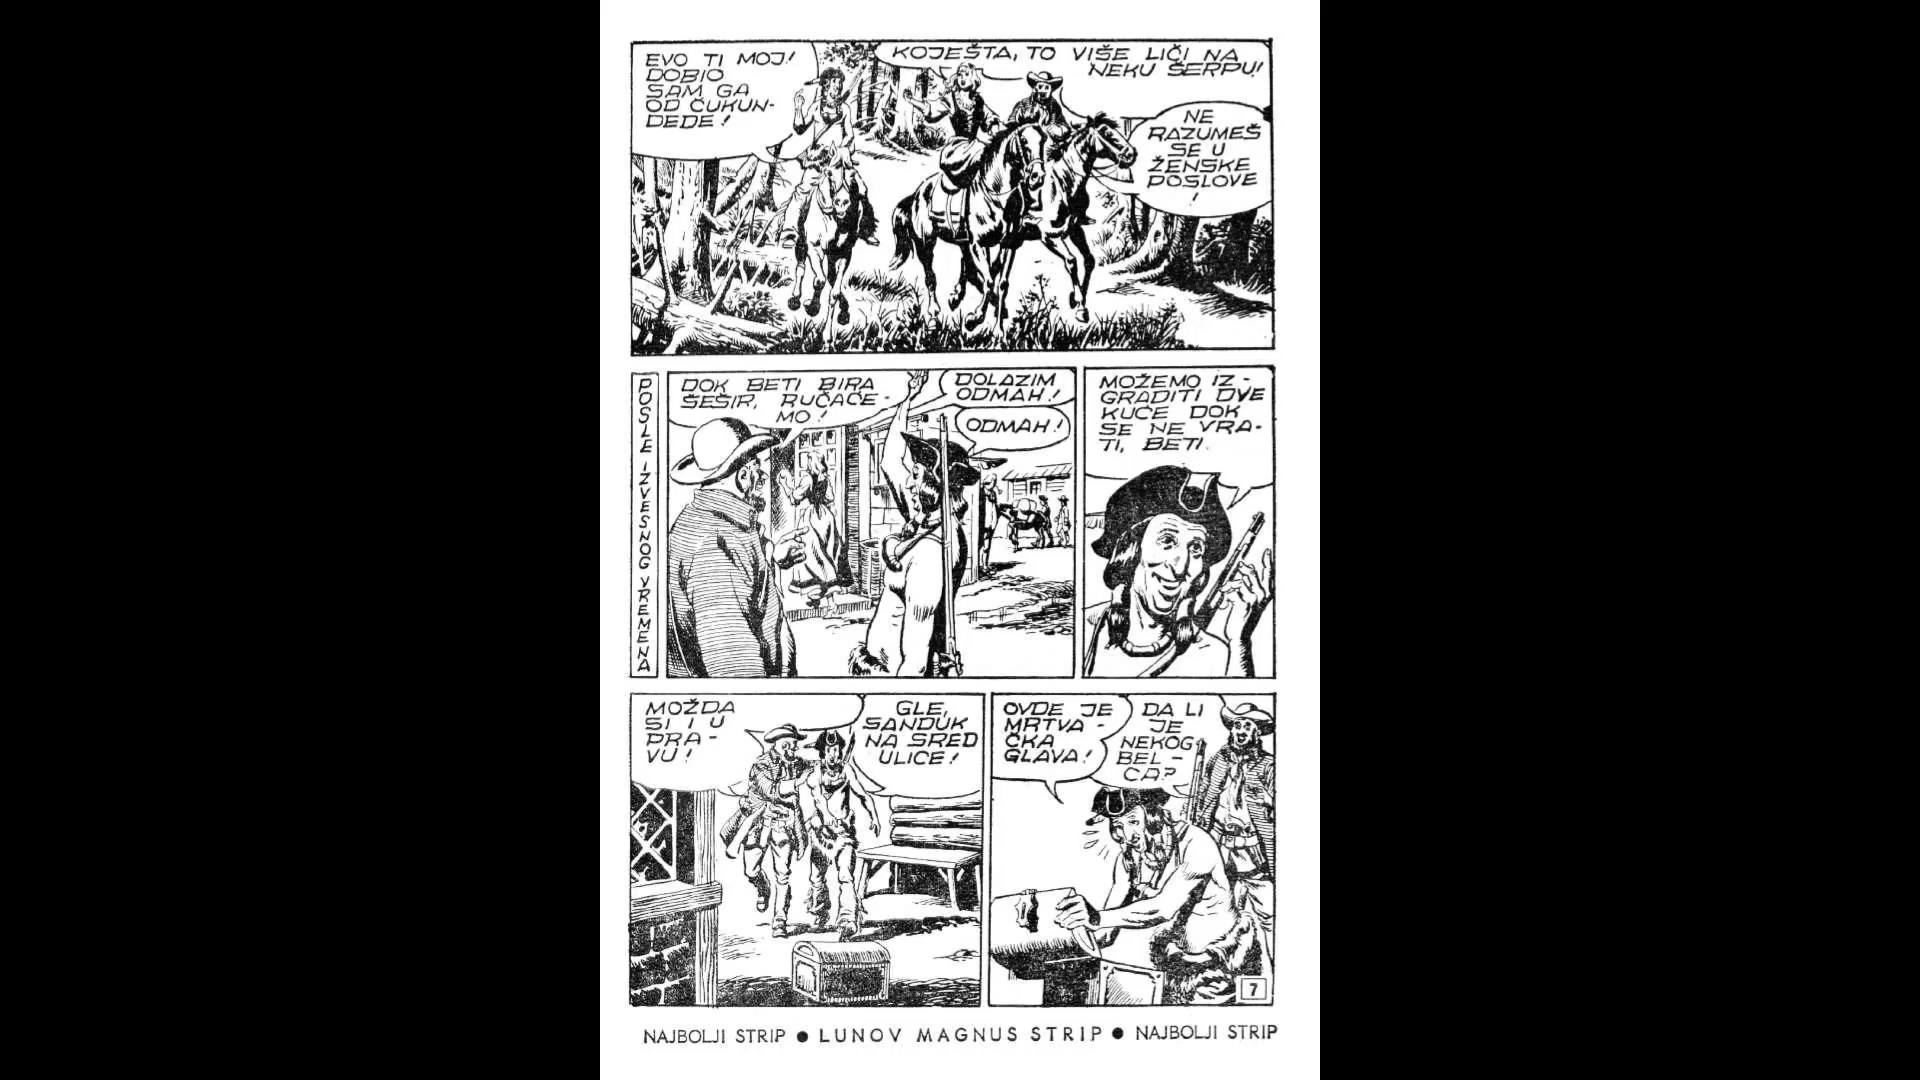 EVO TI MOJ!
DOBIO
SAM GA
OD ČUKUN-
DEDE!
KOJEŠTA, TO VIŠE LIČI NA
NEKU ŠERPU!
NE
RAZUMEŠ
SE U
ŽENSKE
POSLOVE
!
POSLE IZVESNOG VREMENA
DOK BETI BIRA
ŠEŠIR, RUČAĆE-
MO!
DOLAZIM
ODMAH!
ODMAH!
MOŽEMO IZ-
GRADITI DVE
KUĆE DOK
SE NE VRA-
TI, BETI.
MOŽDA
SI I U
PRA-
VU!
GLE,
SANDUK
NA SRED
ULICE!
OVDE JE
MRTVA-
ČKA
GLAVA!
DA LI
JE
NEKOG
BEL-
CA?
7
NAJBOLJI STRIP ● LUNOV MAGNUS STRIP ● NAJBOLJI STRIP